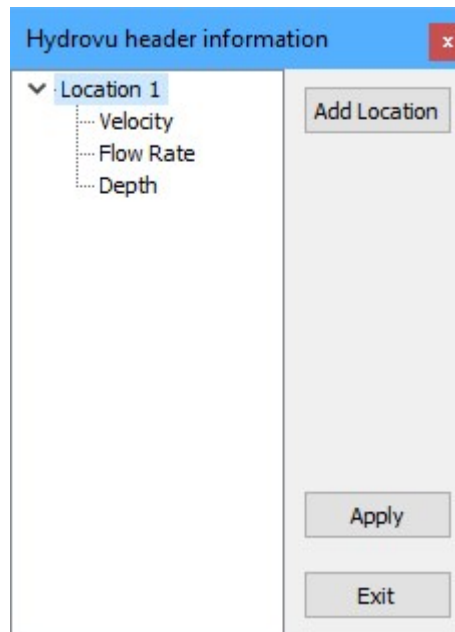 Hydrovu header information
x
Location 1
Velocity
Flow Rate
Depth
Add Location
Apply
Exit